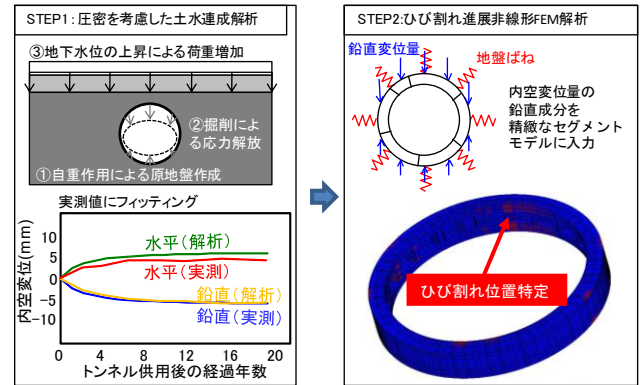 STEP1:圧密を考慮した土水連成解析
③地下水位の上昇による荷重増加
②掘削によ
る応力解放
①自重作用による原地盤作成
実測値にフィッティング
内空変位(mm)
10
5
0
−5
−10
水平(解析)
水平(実測)
鉛直(解析)
鉛直(実測)
0 4 8 12 16 20
トンネル供用後の経過年数
STEP2:ひび割れ進展非線形FEM解析
鉛直変位量
地盤ばね
内空変位量の
鉛直成分を
精緻なセグメント
モデルに入力
ひび割れ位置特定